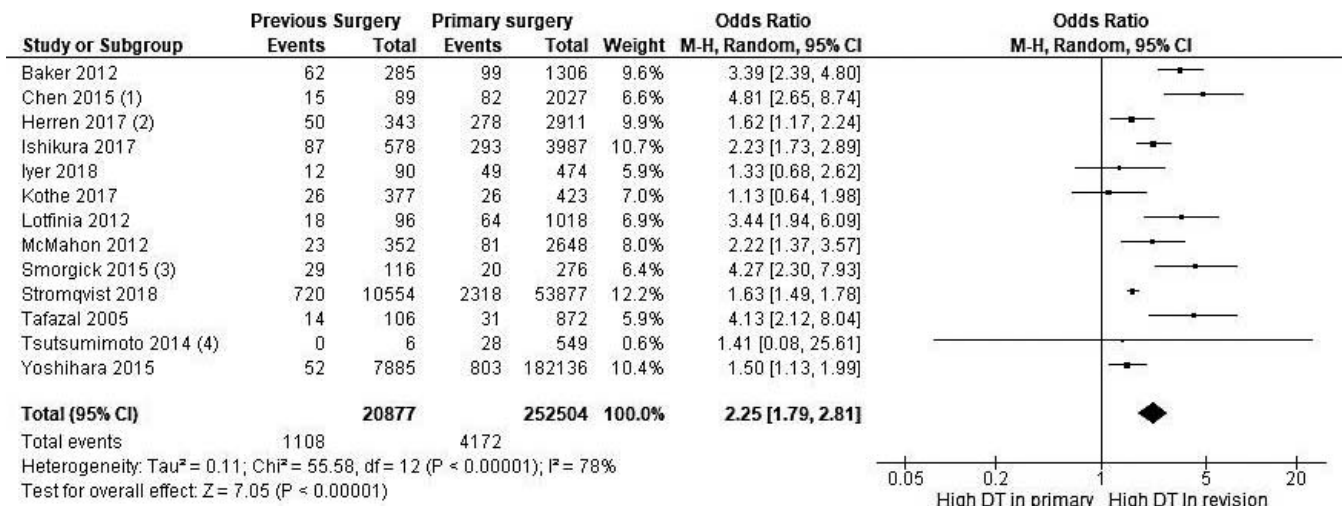 Previous Surgery Primary surgery Odds Ratio Odds Ratio
Study or Subgroup Events Total Events Total Weight M-H, Random, 95% CI M-H, Random, 95% CI
Baker 2012 62 285 99 1306 9.6% 3.39 [2.39, 4.80]
Chen 2015 (1) 15 89 82 2027 6.6% 4.81 [2.65, 8.74]
Herren 2017 (2) 50 343 278 2911 9.9% 1.62 [1.17, 2.24]
Ishikura 2017 87 578 293 3987 10.7% 2.23 [1.73, 2.89]
Iyer 2018 12 90 49 474 5.9% 1.33 [0.68, 2.62]
Kothe 2017 26 377 26 423 7.0% 1.13 [0.64, 1.98]
Lotfinia 2012 18 96 64 1018 6.9% 3.44 [1.94, 6.09]
McMahon 2012 23 352 81 2648 8.0% 2.22 [1.37, 3.57]
Smorgick 2015 (3) 29 116 20 276 6.4% 4.27 [2.30, 7.93]
Stromqvist 2018 720 10554 2318 53877 12.2% 1.63 [1.49, 1.78]
Tafazal 2005 14 106 31 872 5.9% 4.13 [2.12, 8.04]
Tsutsumimoto 2014 (4) 0 6 28 549 0.6% 1.41 [0.08, 25.61]
Yoshihara 2015 52 7885 803 182136 10.4% 1.50 [1.13, 1.99]
Total (95% CI) 20877 252504 100.0% 2.25 [1.79, 2.81]
Total events 1108 4172
Heterogeneity: Tau² = 0.11; Chi² = 55.58, df = 12 (P < 0.00001); I² = 78%
Test for overall effect: Z = 7.05 (P < 0.00001)
0.05 0.2 1 5 20
High DT in primary High DT In revision